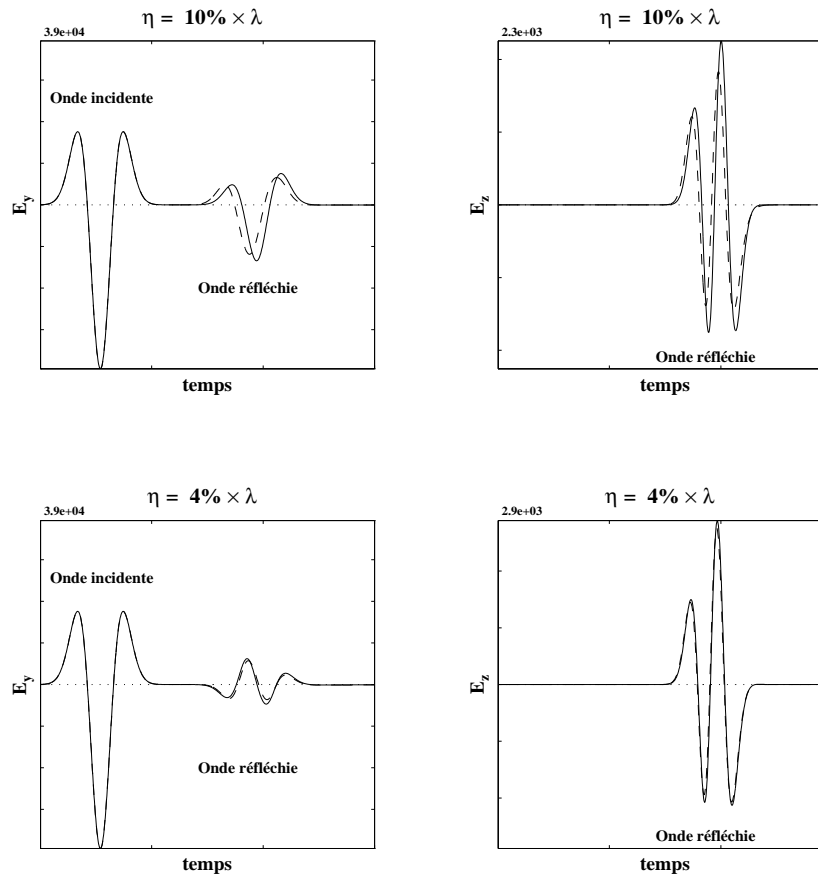 η = 10% × λ
3.9e+04
Onde incidente
E_y
Onde réfléchie
temps
η = 10% × λ
2.3e+03
E_z
Onde réfléchie
temps
η = 4% × λ
3.9e+04
Onde incidente
E_y
Onde réfléchie
temps
η = 4% × λ
2.9e+03
E_z
Onde réfléchie
temps